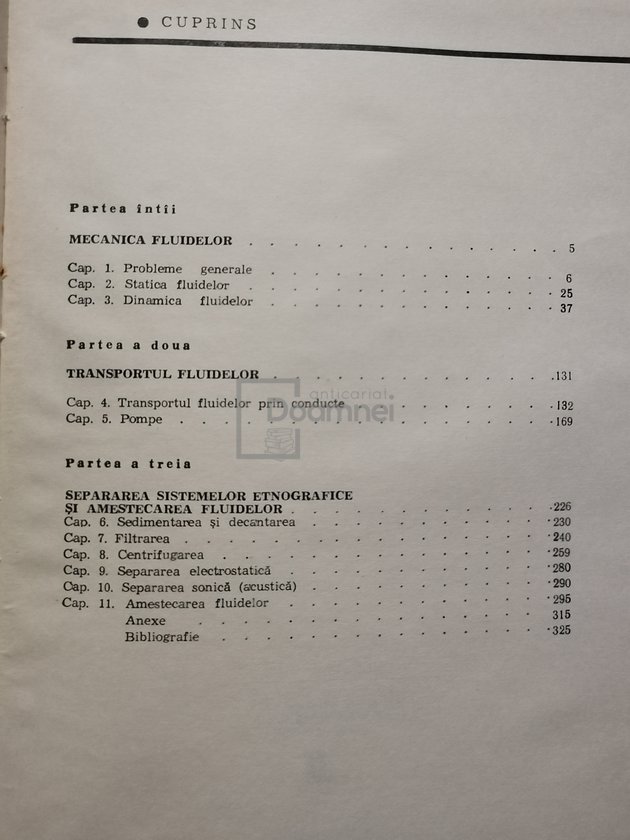 ● CUPRINS
Partea întîi
MECANICA FLUIDELOR . . . . . . . . . . . . . . . 5
Cap. 1. Probleme generale . . . . . . . . . . . . . 6
Cap. 2. Statica fluidelor . . . . . . . . . . . . . . 25
Cap. 3. Dinamica fluidelor . . . . . . . . . . . . . 37
Partea a doua
TRANSPORTUL FLUIDELOR . . . . . . . . . . . . . 131
Cap. 4. Transportul fluidelor prin conducte . . . . . . . . . 132
Cap. 5. Pompe . . . . . . . . . . . . . . . . . 169
anticariat
Doamnei
Partea a treia
SEPARAREA SISTEMELOR ETNOGRAFICE
ȘI AMESTECAREA FLUIDELOR . . . . . . . . . . . . 226
Cap. 6. Sedimentarea și decantarea . . . . . . . . . . . 230
Cap. 7. Filtrarea . . . . . . . . . . . . . . . . 240
Cap. 8. Centrifugarea . . . . . . . . . . . . . . . 259
Cap. 9. Separarea electrostatică . . . . . . . . . . . . 280
Cap. 10. Separarea sonică (acustică) . . . . . . . . . . . 290
Cap. 11. Amestecarea fluidelor . . . . . . . . . . . . 295
Anexe . . . . . . . . . . . . . . . . 315
Bibliografie . . . . . . . . . . . . . . . 325